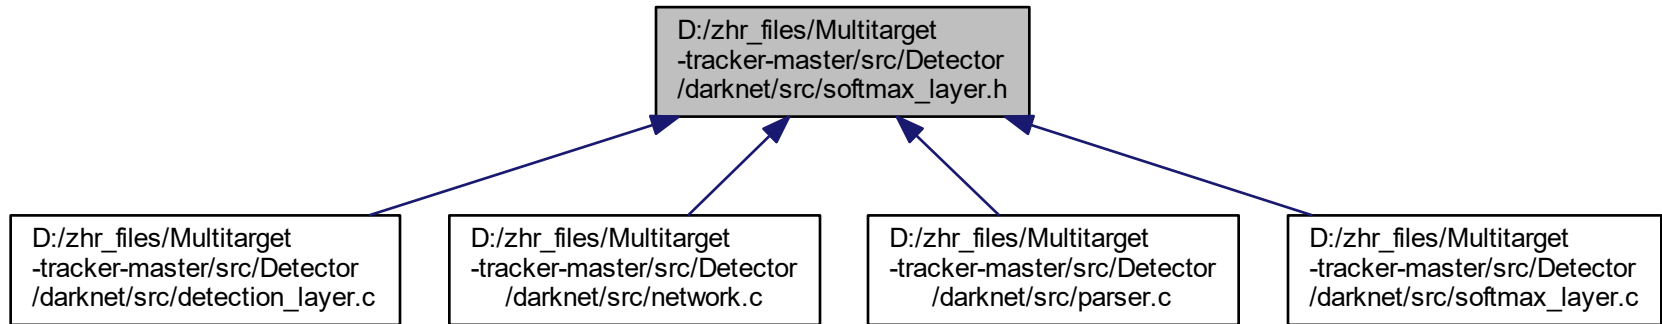 D:/zhr_files/Multitarget
-tracker-master/src/Detector
/darknet/src/softmax_layer.h
D:/zhr_files/Multitarget
-tracker-master/src/Detector
/darknet/src/detection_layer.c
D:/zhr_files/Multitarget
-tracker-master/src/Detector
/darknet/src/network.c
D:/zhr_files/Multitarget
-tracker-master/src/Detector
/darknet/src/parser.c
D:/zhr_files/Multitarget
-tracker-master/src/Detector
/darknet/src/softmax_layer.c